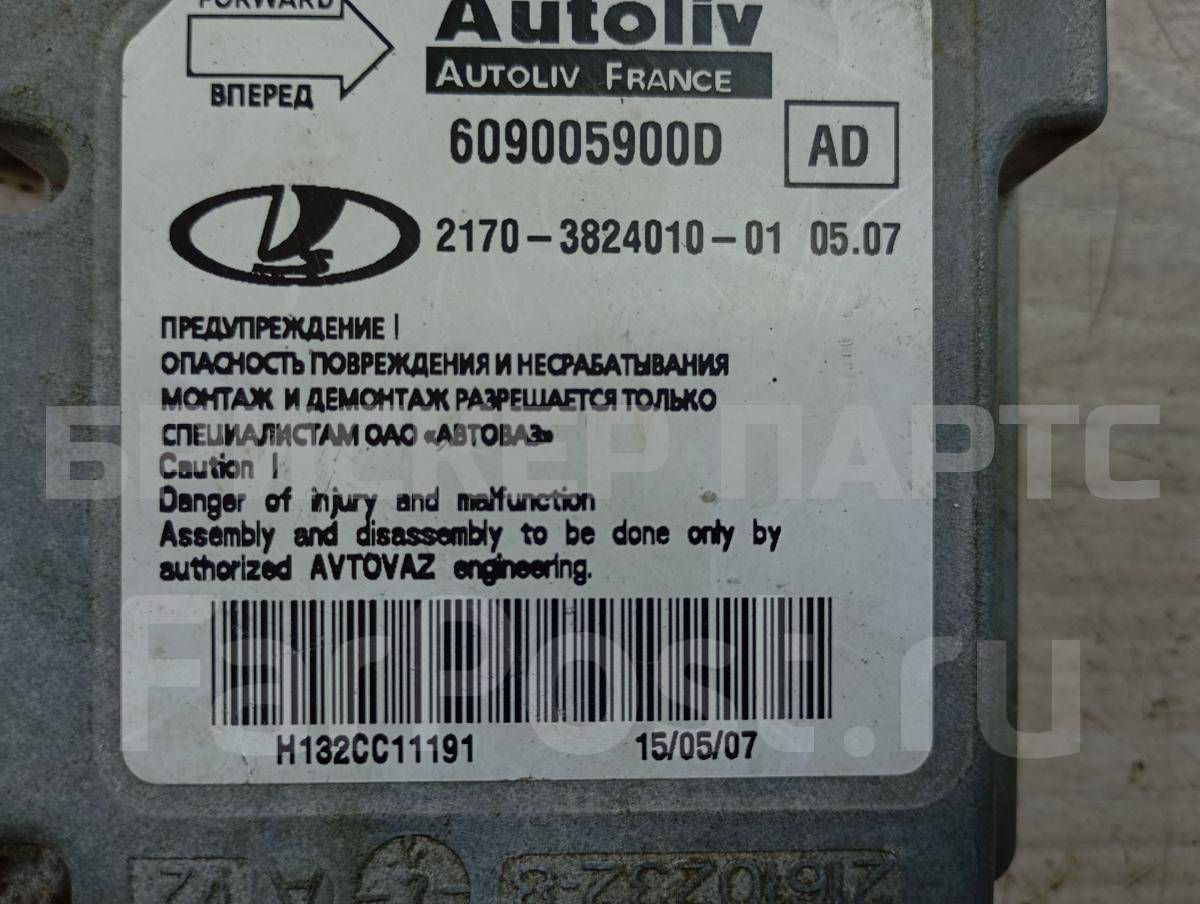 FORWARD
ВПЕРЕД
Autoliv
AUTOLIV FRANCE
609005900D
AD
2170-3824010-01 05.07
ПРЕДУПРЕЖДЕНИЕ !
ОПАСНОСТЬ ПОВРЕЖДЕНИЯ И НЕСРАБАТЫВАНИЯ
МОНТАЖ И ДЕМОНТАЖ РАЗРЕШАЕТСЯ ТОЛЬКО
СПЕЦИАЛИСТАМ ОАО «АВТОВАЗ»
Caution !
Danger of injury and malfunction
Assembly and disassembly to be done only by
authorized AVTOVAZ engineering.
H132CC11191 15/05/07
FarPost.ru